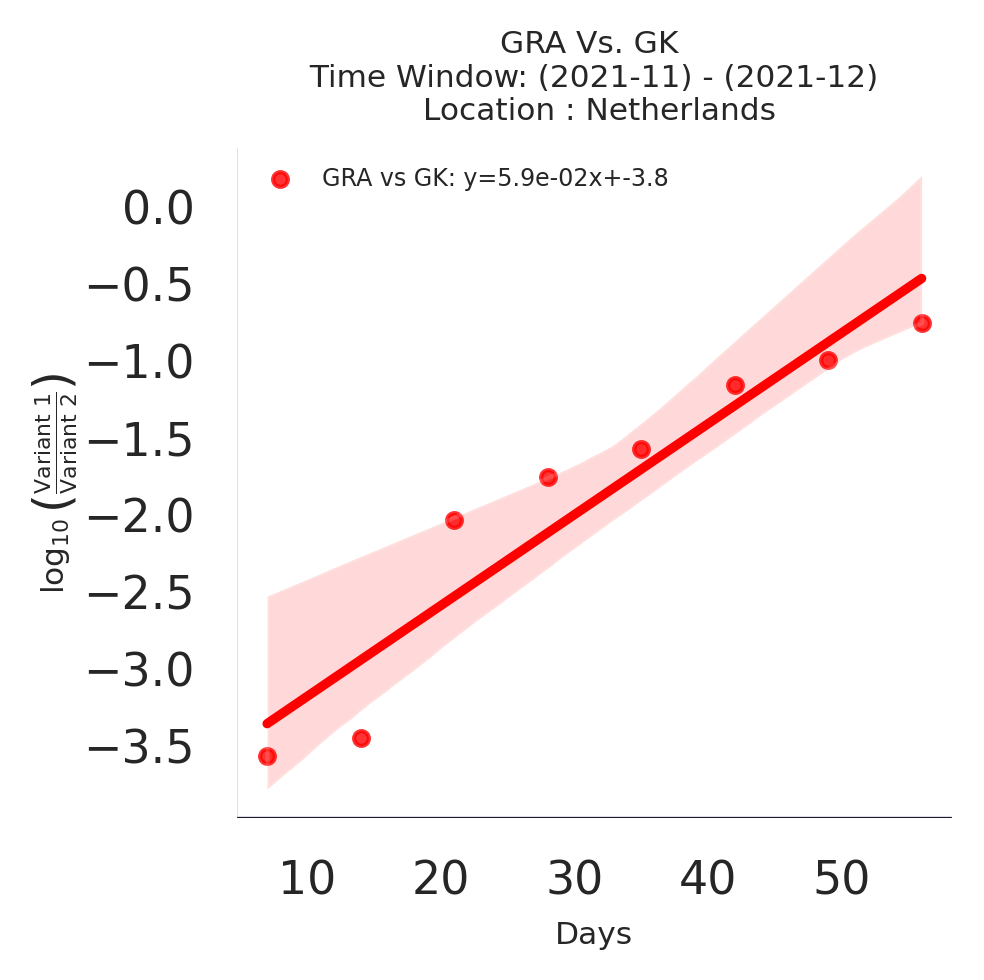 GRA Vs. GK
Time Window: (2021-11) - (2021-12)
Location : Netherlands
GRA vs GK: y=5.9e-02x+-3.8
0.0
−0.5
−1.0
−1.5
−2.0
−2.5
−3.0
−3.5
log10 (Variant 1 / Variant 2)
10 20 30 40 50
Days